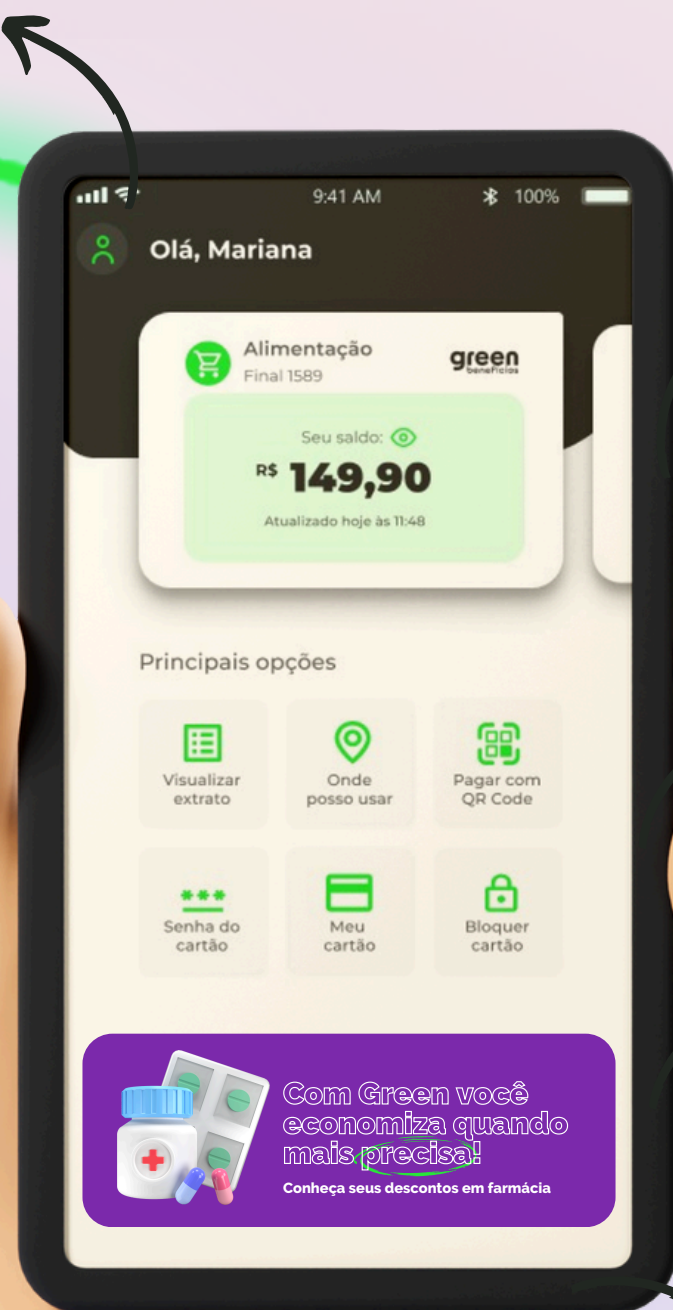 9:41 AM 100%
Olá, Mariana
Alimentação
Final 1589
green
benefícios
Seu saldo:
R$ 149,90
Atualizado hoje às 11:48
Principais opções
Visualizar
extrato
Onde
posso usar
Pagar com
QR Code
***
Senha do
cartão
Meu
cartão
Bloquer
cartão
Com Green você
economiza quando
mais precisa!
Conheça seus descontos em farmácia